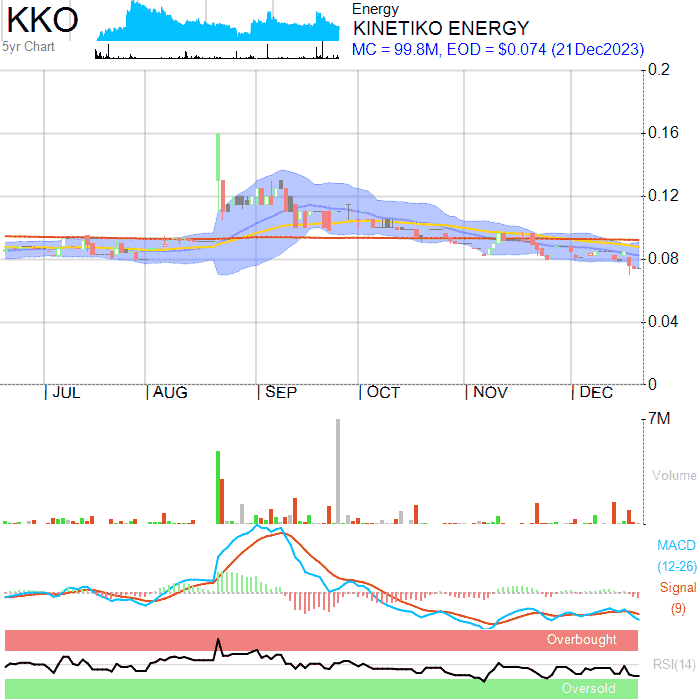 KKO
5yr Chart
Energy
KINETIKO ENERGY
MC = 99.8M, EOD = $0.074 (21Dec2023)
0.2
0.16
0.12
0.08
0.04
0
JUL AUG SEP OCT NOV DEC
7M
Volume
MACD
(12-26)
Signal
(9)
Overbought
RSI(14)
Oversold